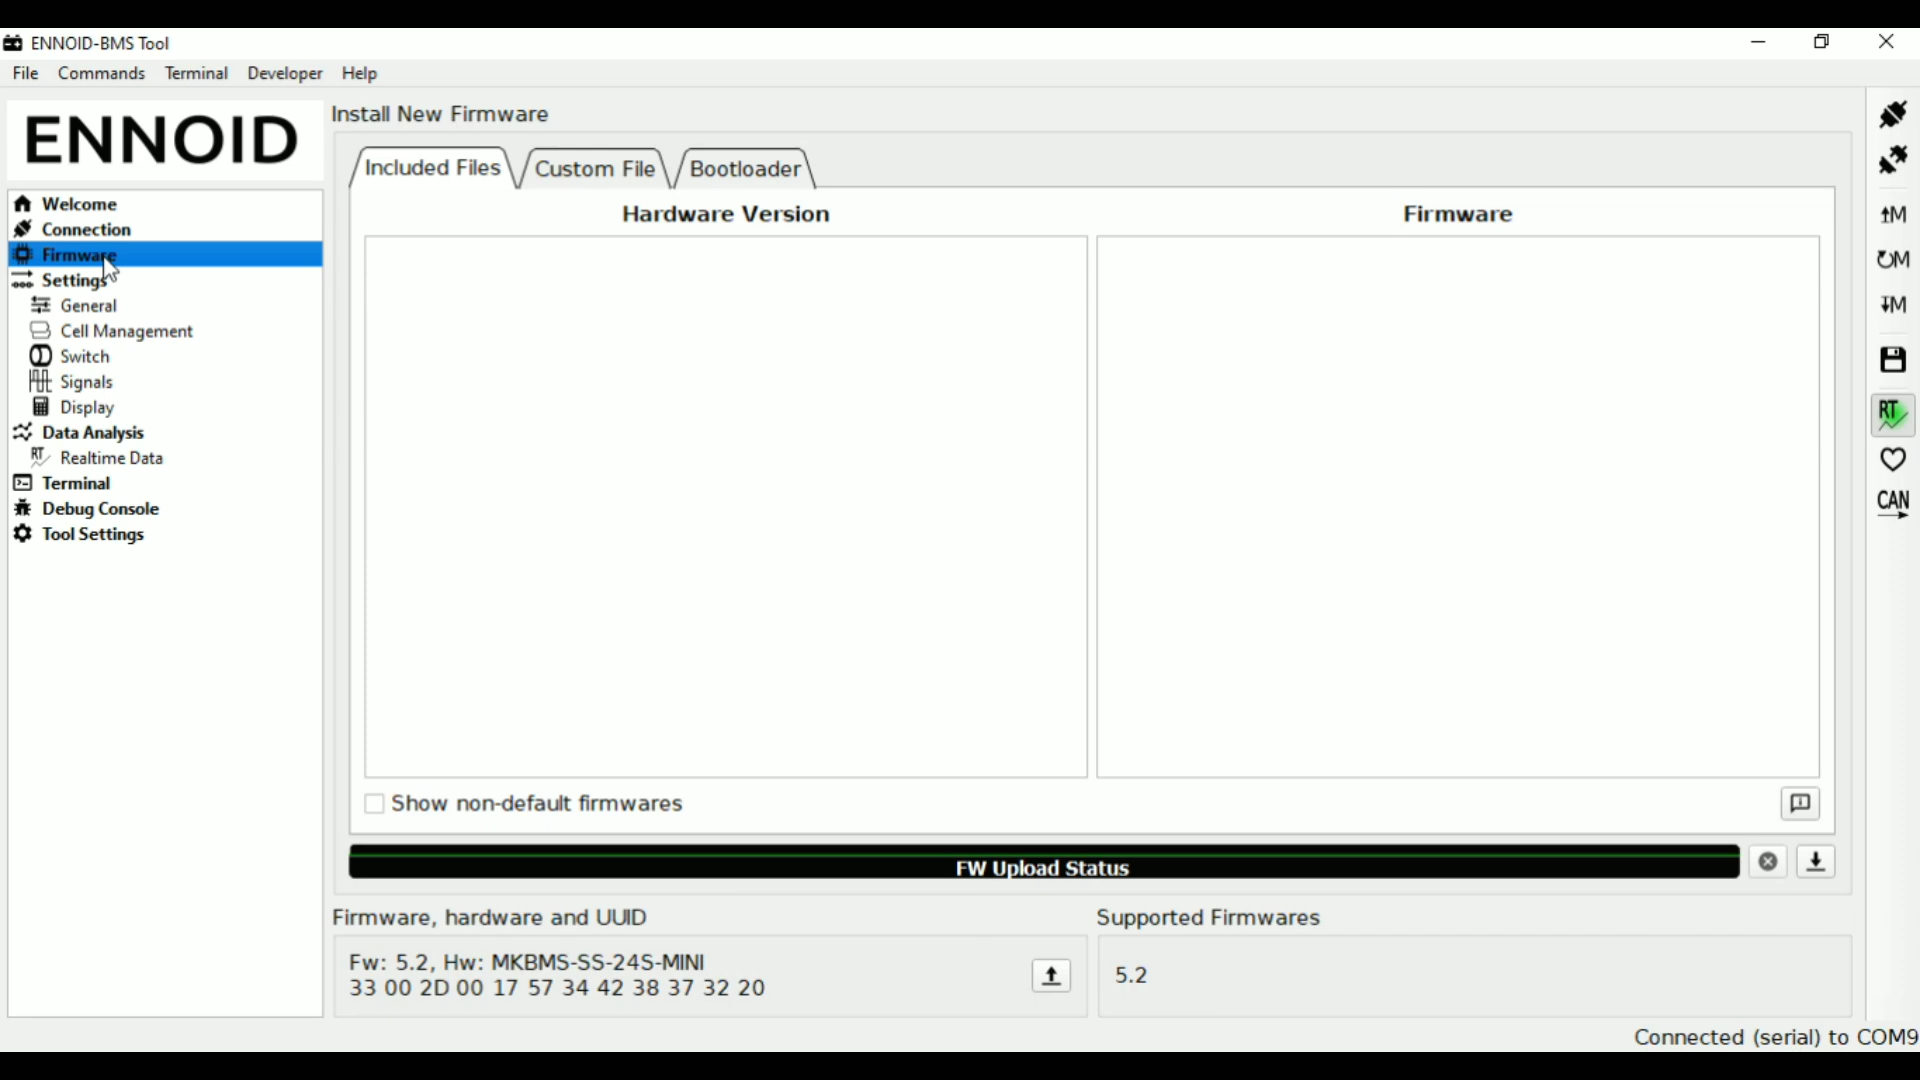 ENNOID-BMS Tool
File Commands Terminal Developer Help
ENNOID
Welcome
Connection
Firmware
Settings
General
Cell Management
Switch
Signals
Display
Data Analysis
RT Realtime Data
Terminal
Debug Console
Tool Settings
Install New Firmware
Included Files Custom File Bootloader
Hardware Version Firmware
Show non-default firmwares
FW Upload Status
Firmware, hardware and UUID
Fw: 5.2, Hw: MKBMS-SS-24S-MINI
33 00 2D 00 17 57 34 42 38 37 32 20
Supported Firmwares
5.2
M
M
M
RT
CAN
Connected (serial) to COM9